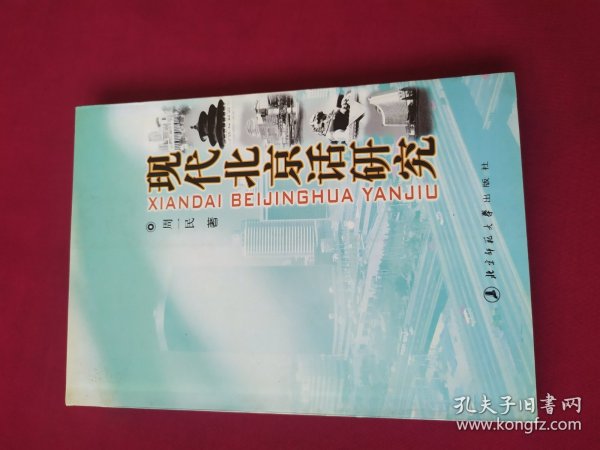 现代北京话研究
XIANDAI BEIJINGHUA YANJIU
周一民 著
北京师范大学出版社
孔夫子旧书网
www.kongfz.com